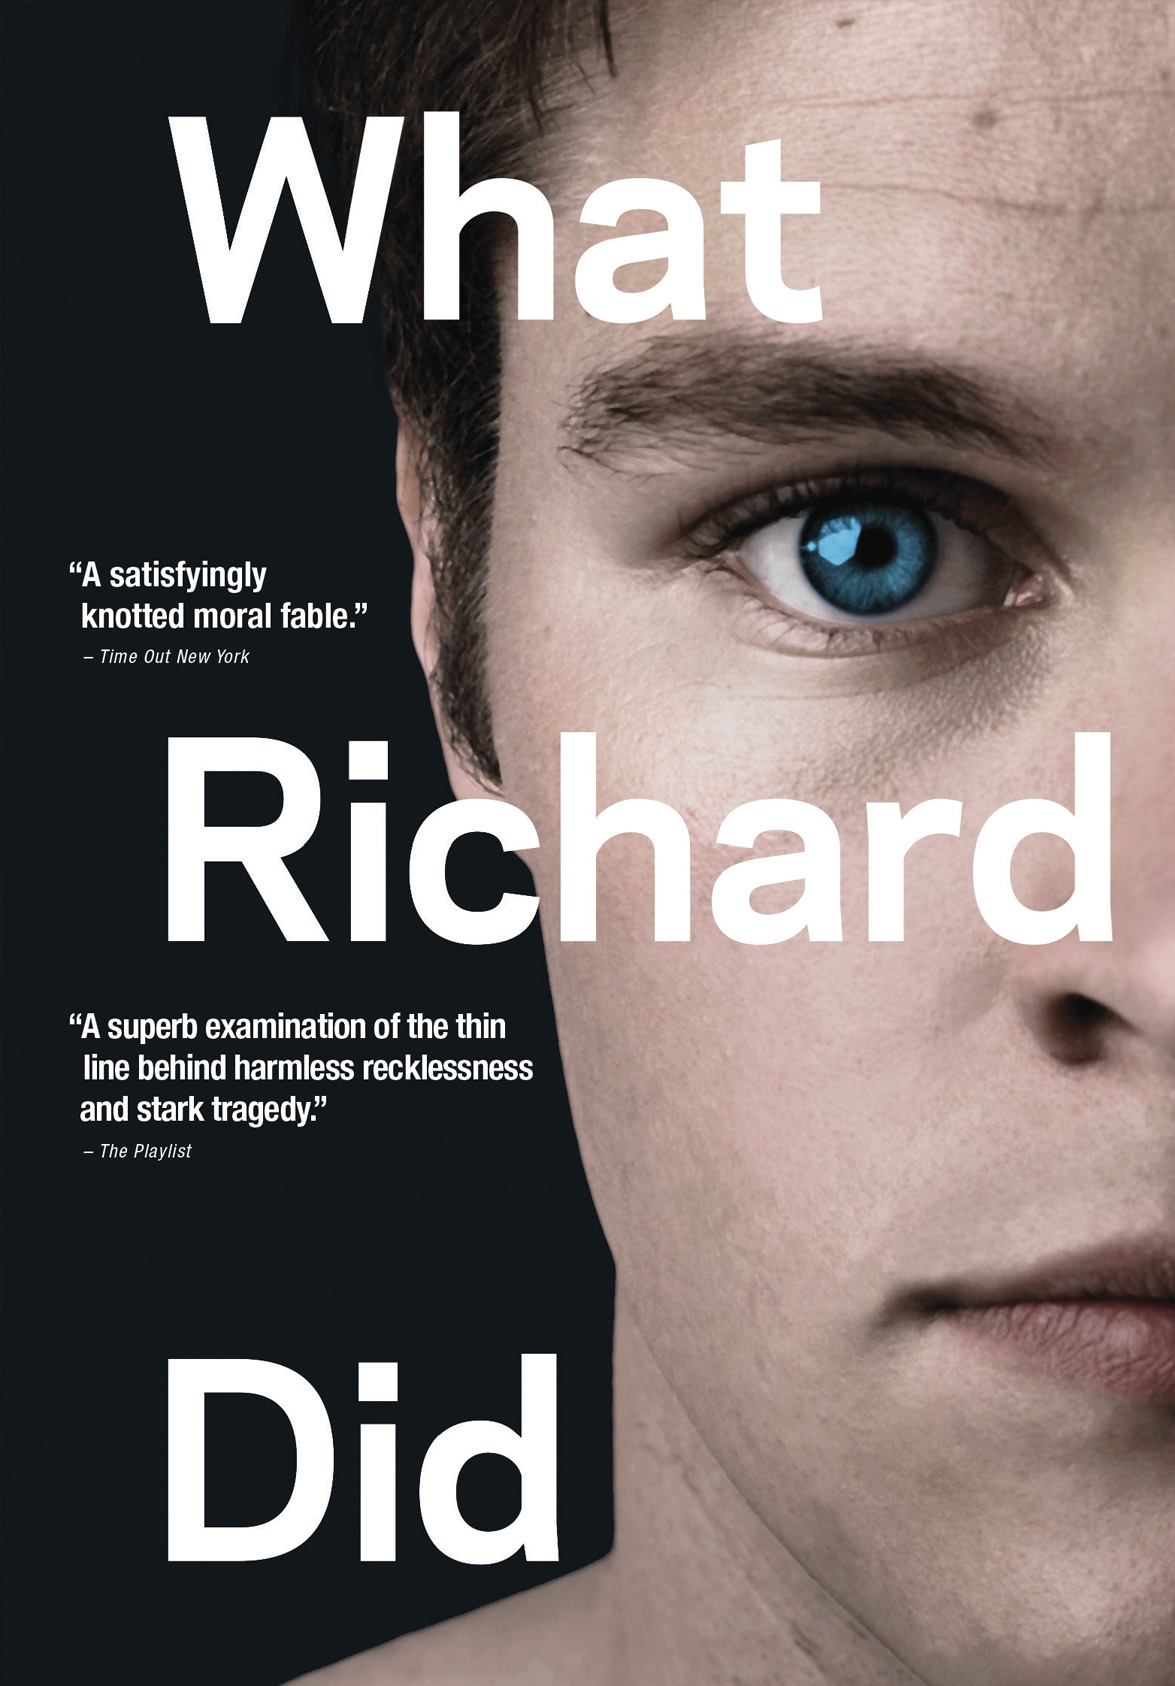 What
“A satisfyingly
knotted moral fable.”
– Time Out New York
Richard
“A superb examination of the thin
line behind harmless recklessness
and stark tragedy.”
– The Playlist
Did